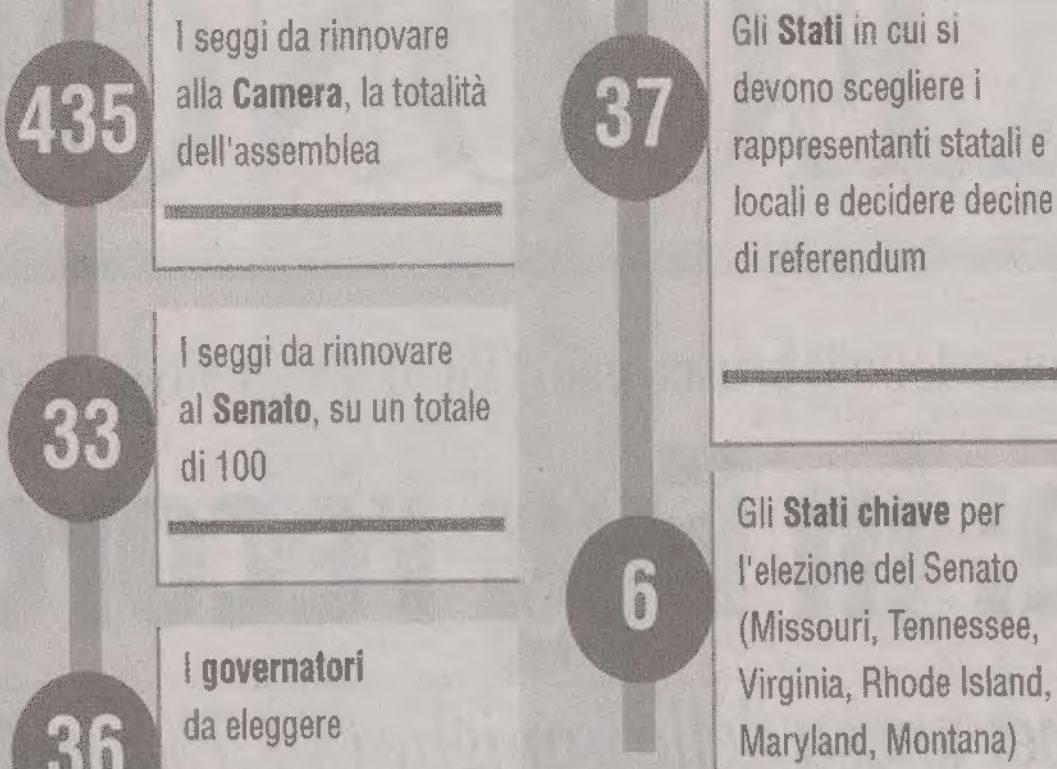 435
I seggi da rinnovare
alla Camera, la totalità
dell'assemblea
33
I seggi da rinnovare
al Senato, su un totale
di 100
36
I governatori
da eleggere
37
Gli Stati in cui si
devono scegliere i
rappresentanti statali e
locali e decidere decine
di referendum
6
Gli Stati chiave per
l'elezione del Senato
(Missouri, Tennessee,
Virginia, Rhode Island,
Maryland, Montana)